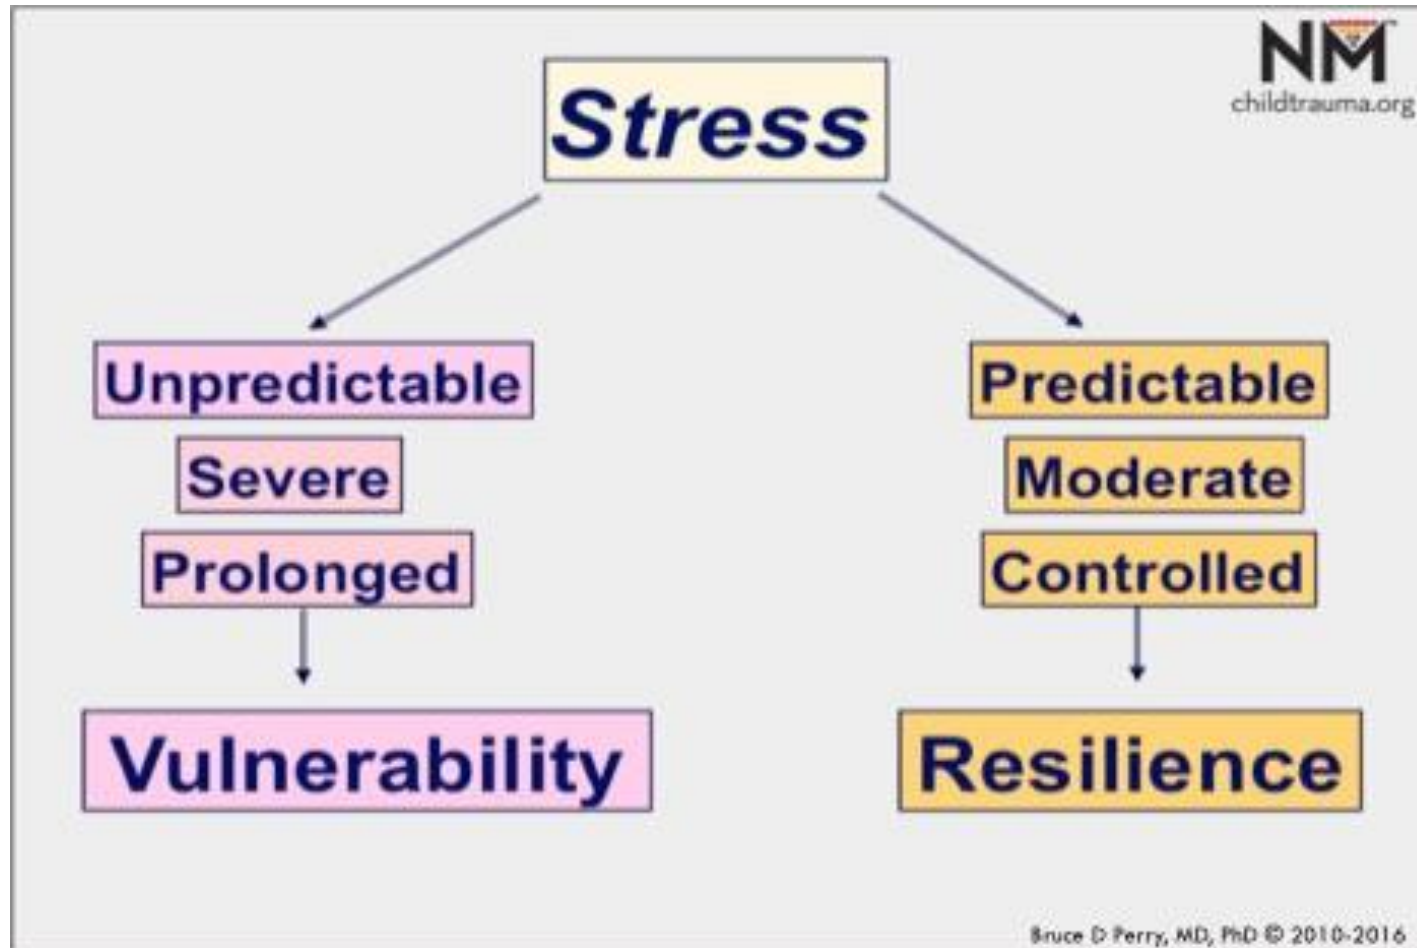 NM
childtrauma.org
Stress
Unpredictable
Severe
Prolonged
Vulnerability
Predictable
Moderate
Controlled
Resilience
Bruce D Perry, MD, PhD © 2010-2016